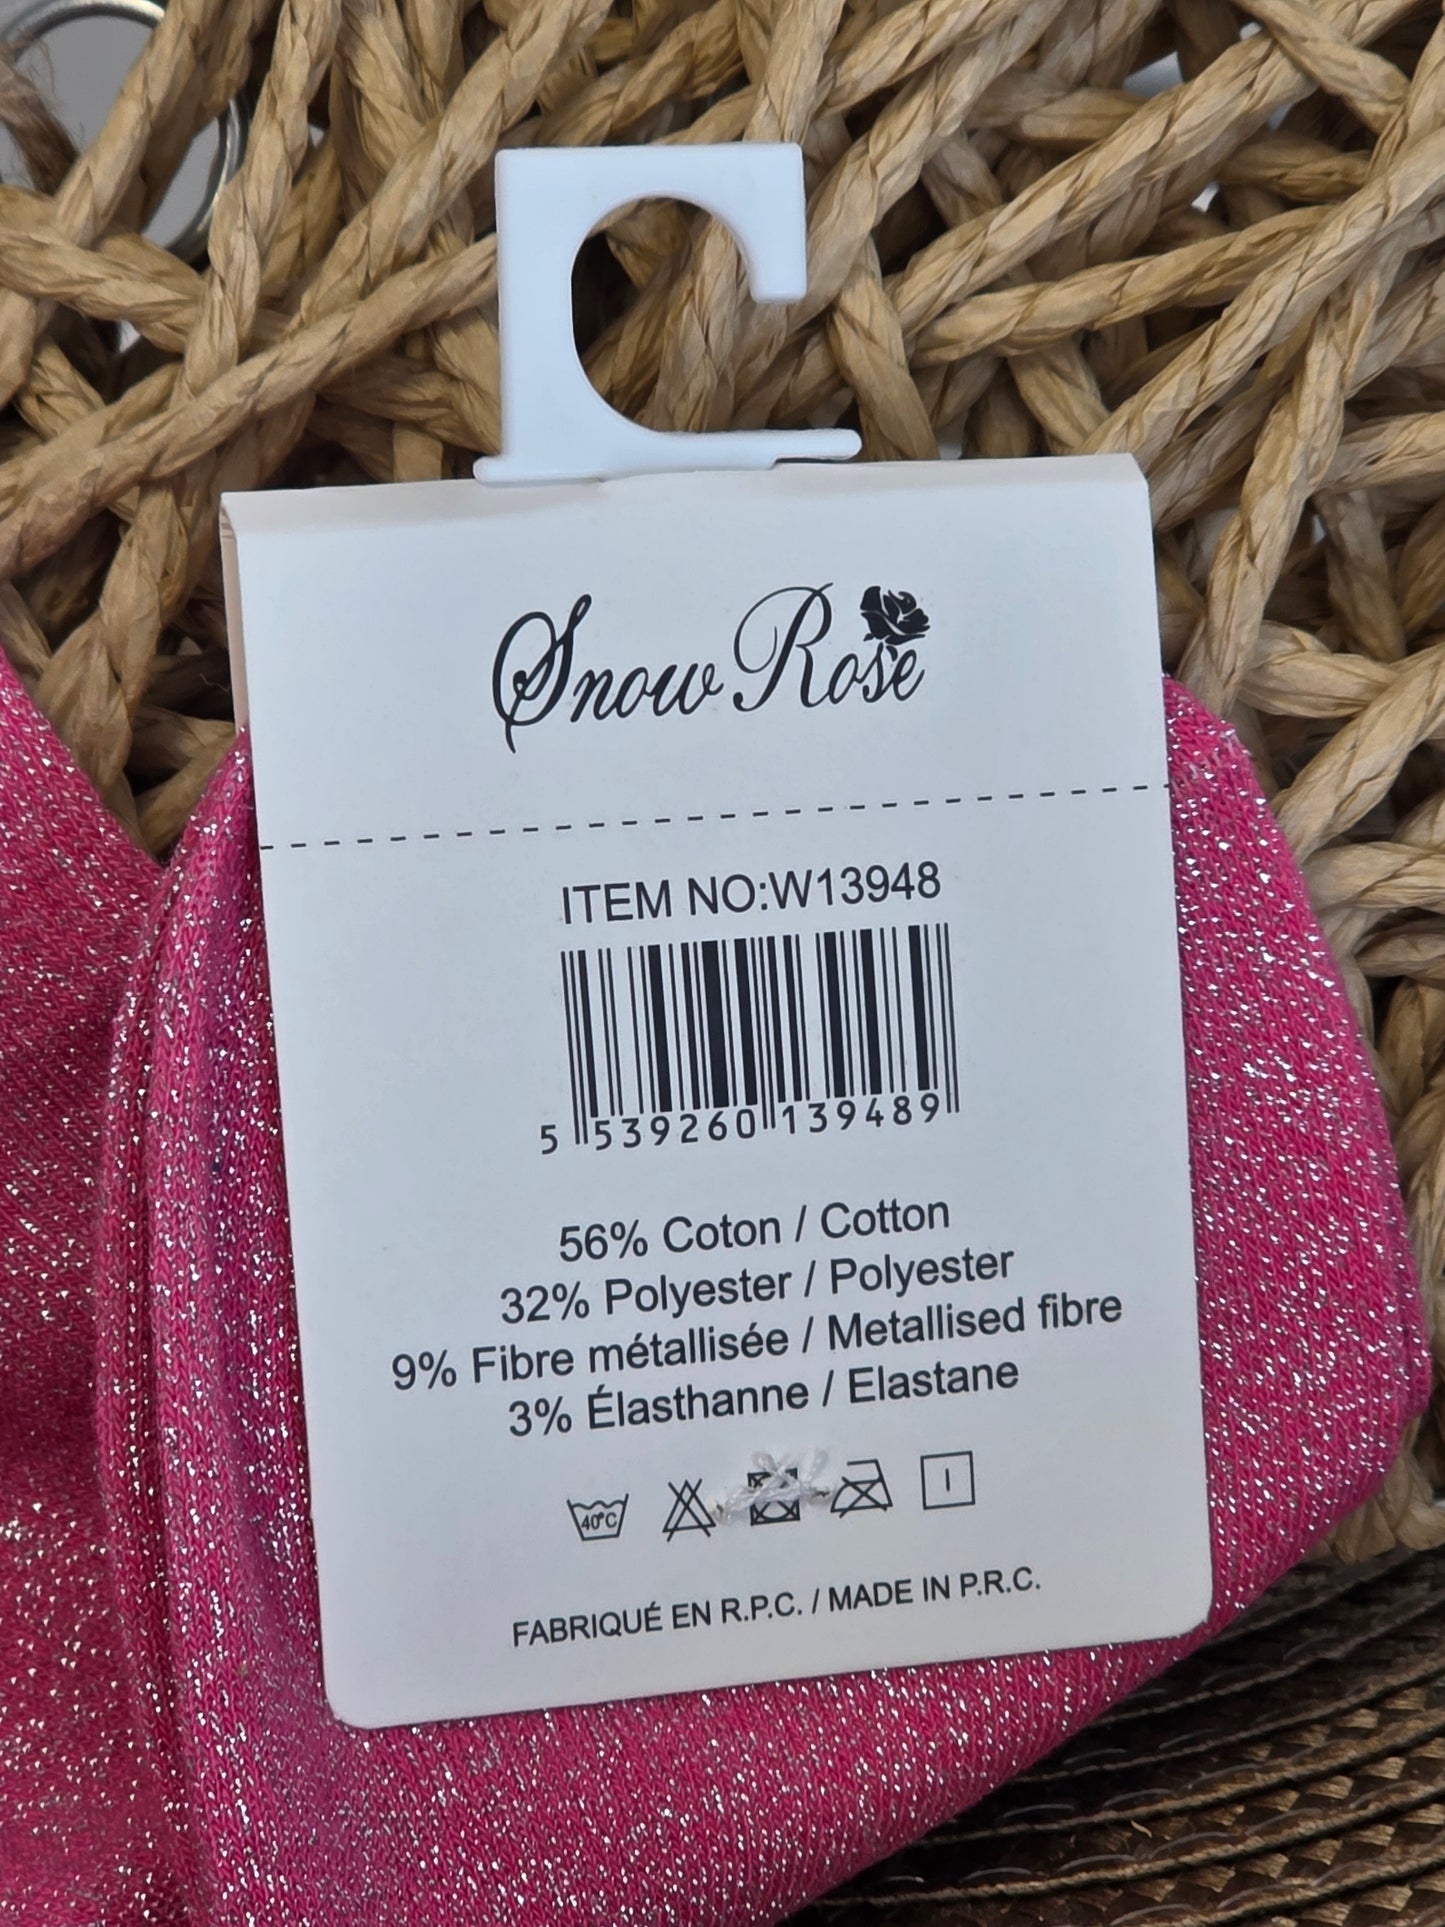 Snow Rose
ITEM NO:W13948
5 539260 139489
56% Coton / Cotton
32% Polyester / Polyester
9% Fibre métallisée / Metallised fibre
3% Élasthanne / Elastane
40°C
FABRIQUÉ EN R.P.C. / MADE IN P.R.C.